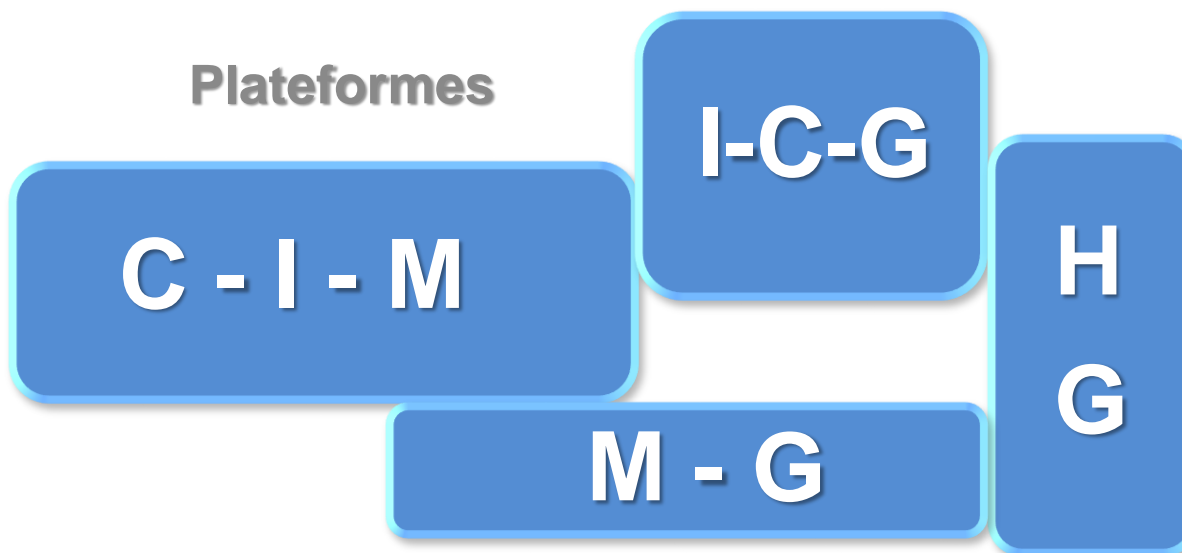 Plateformes
I-C-G
C - I - M
H
G
M - G